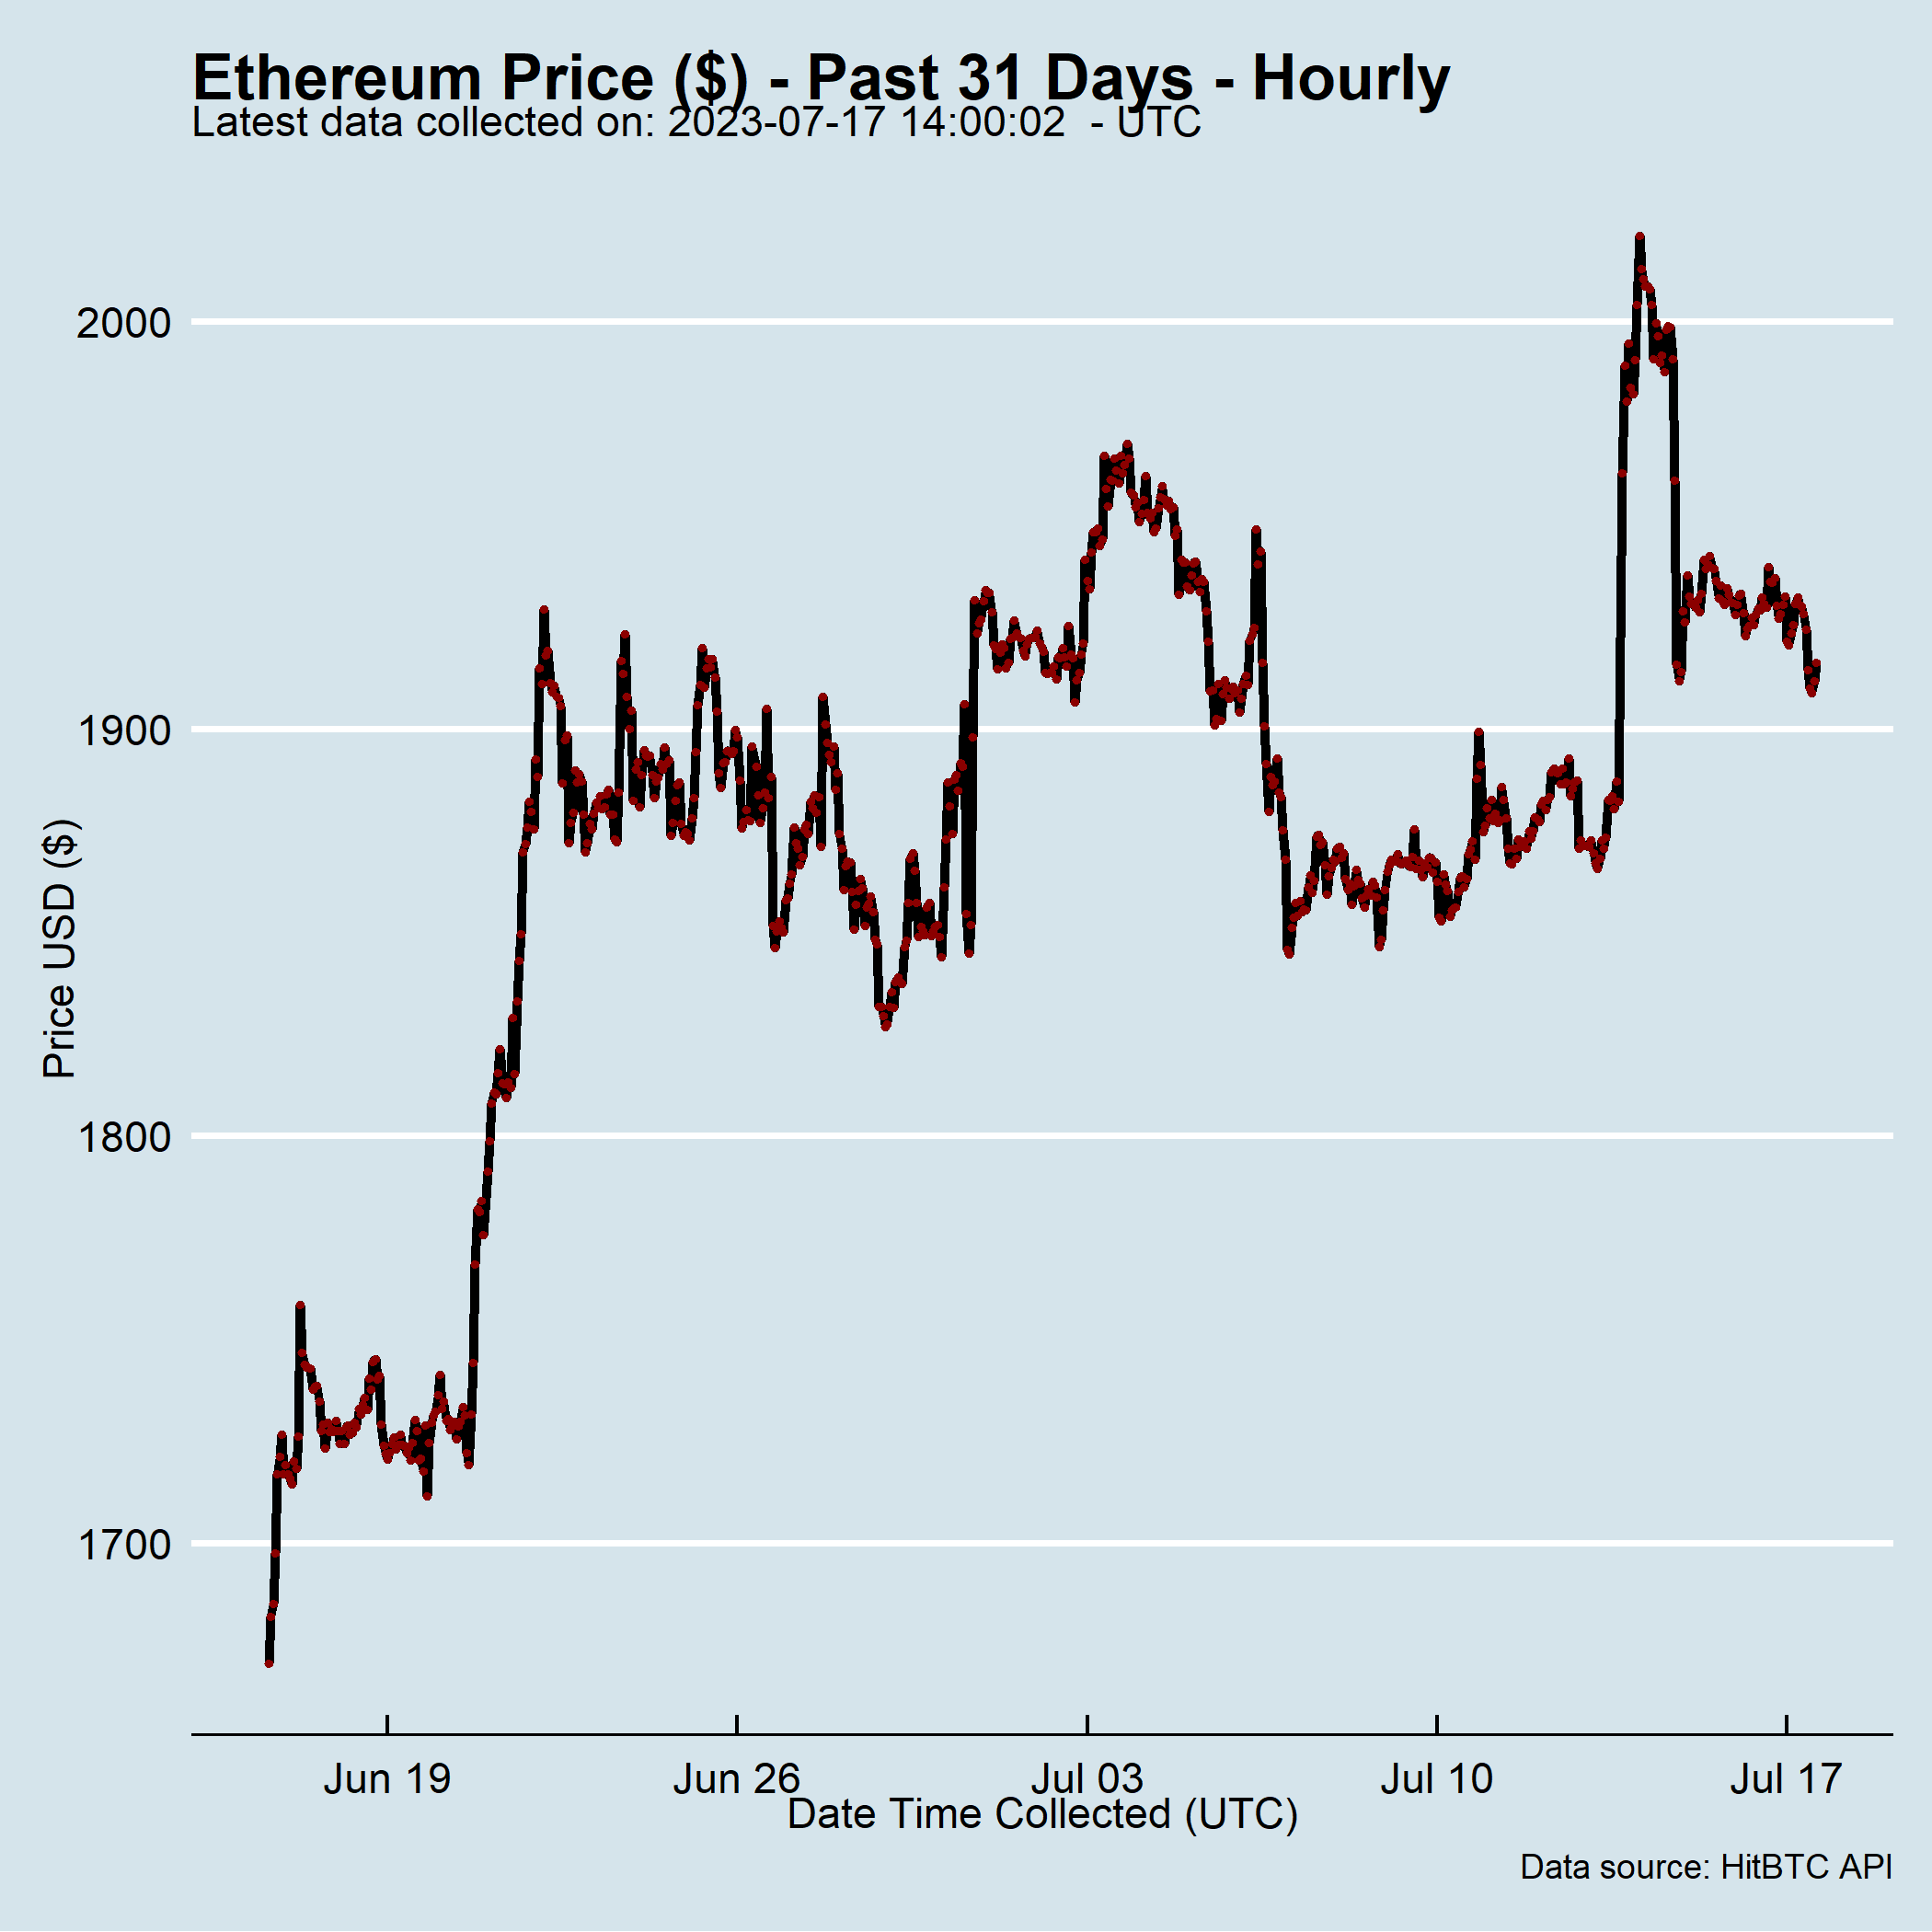 Ethereum Price ($) - Past 31 Days - Hourly
Latest data collected on: 2023-07-17 14:00:02  - UTC
2000
1900
1800
1700
Price USD ($)
Jun 19
Jun 26
Jul 03
Jul 10
Jul 17
Date Time Collected (UTC)
Data source: HitBTC API